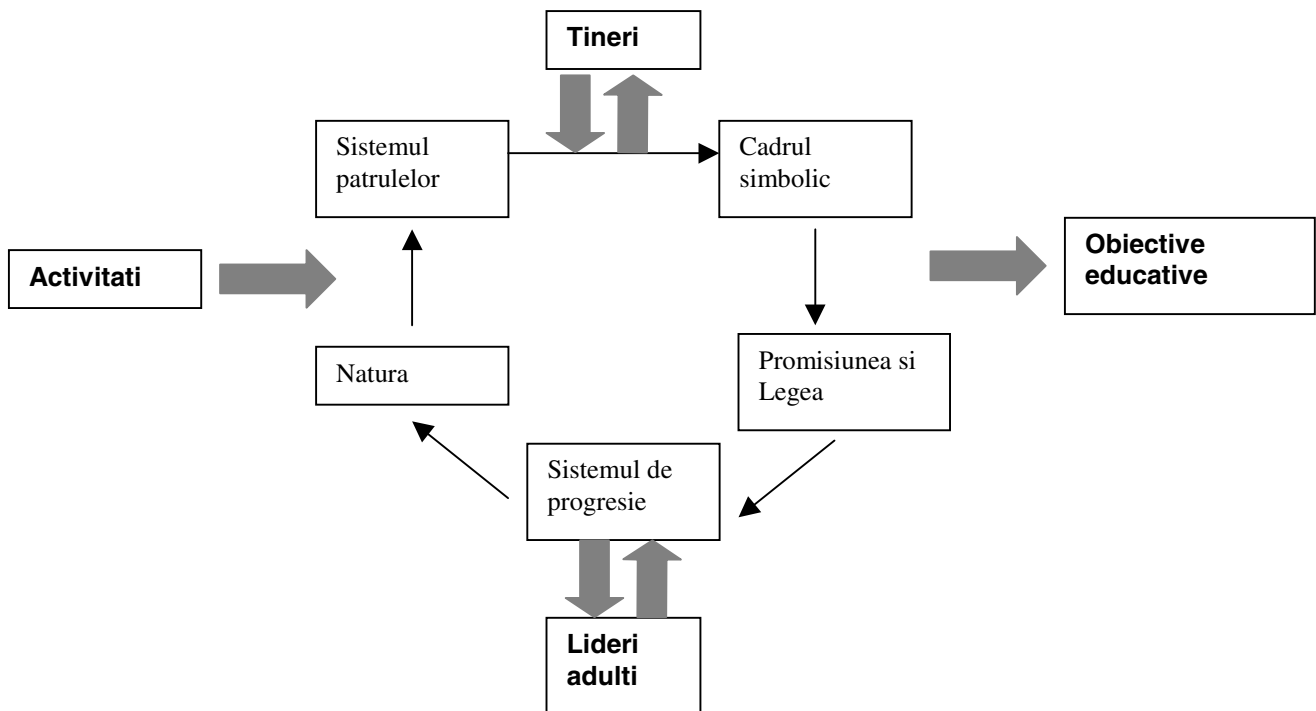 Tineri
Sistemul
patrulelor
Cadrul
simbolic
Activitati
Obiective
educative
Natura
Promisiunea si
Legea
Sistemul de
progresie
Lideri
adulti